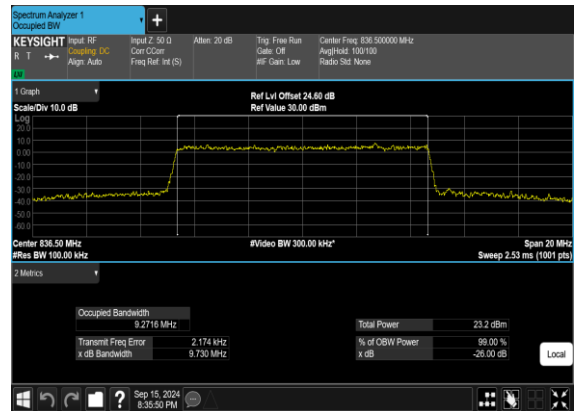 Spectrum Analyzer 1
Occupied BW
+
KEYSIGHT Input: RF Input Z: 50 Ω Atten: 20 dB Trig: Free Run Center Freq: 836.500000 MHz
R T Coupling: DC Corr CCorr Gate: Off Avg|Hold: 100/100
Align: Auto Freq Ref: Int (S) #IF Gain: Low Radio Std: None
1 Graph
Ref Lvl Offset 24.60 dB
Scale/Div 10.0 dB Ref Value 30.00 dBm
Log
20.0
10.0
0.00
-10.0
-20.0
-30.0
-40.0
-50.0
-60.0
Center 836.50 MHz #Video BW 300.00 kHz* Span 20 MHz
#Res BW 100.00 kHz Sweep 2.53 ms (1001 pts)
2 Metrics
Occupied Bandwidth
9.2716 MHz Total Power 23.2 dBm
Transmit Freq Error 2.174 kHz % of OBW Power 99.00 %
x dB Bandwidth 9.730 MHz x dB -26.00 dB
Local
?
Sep 15, 2024
8:35:50 PM